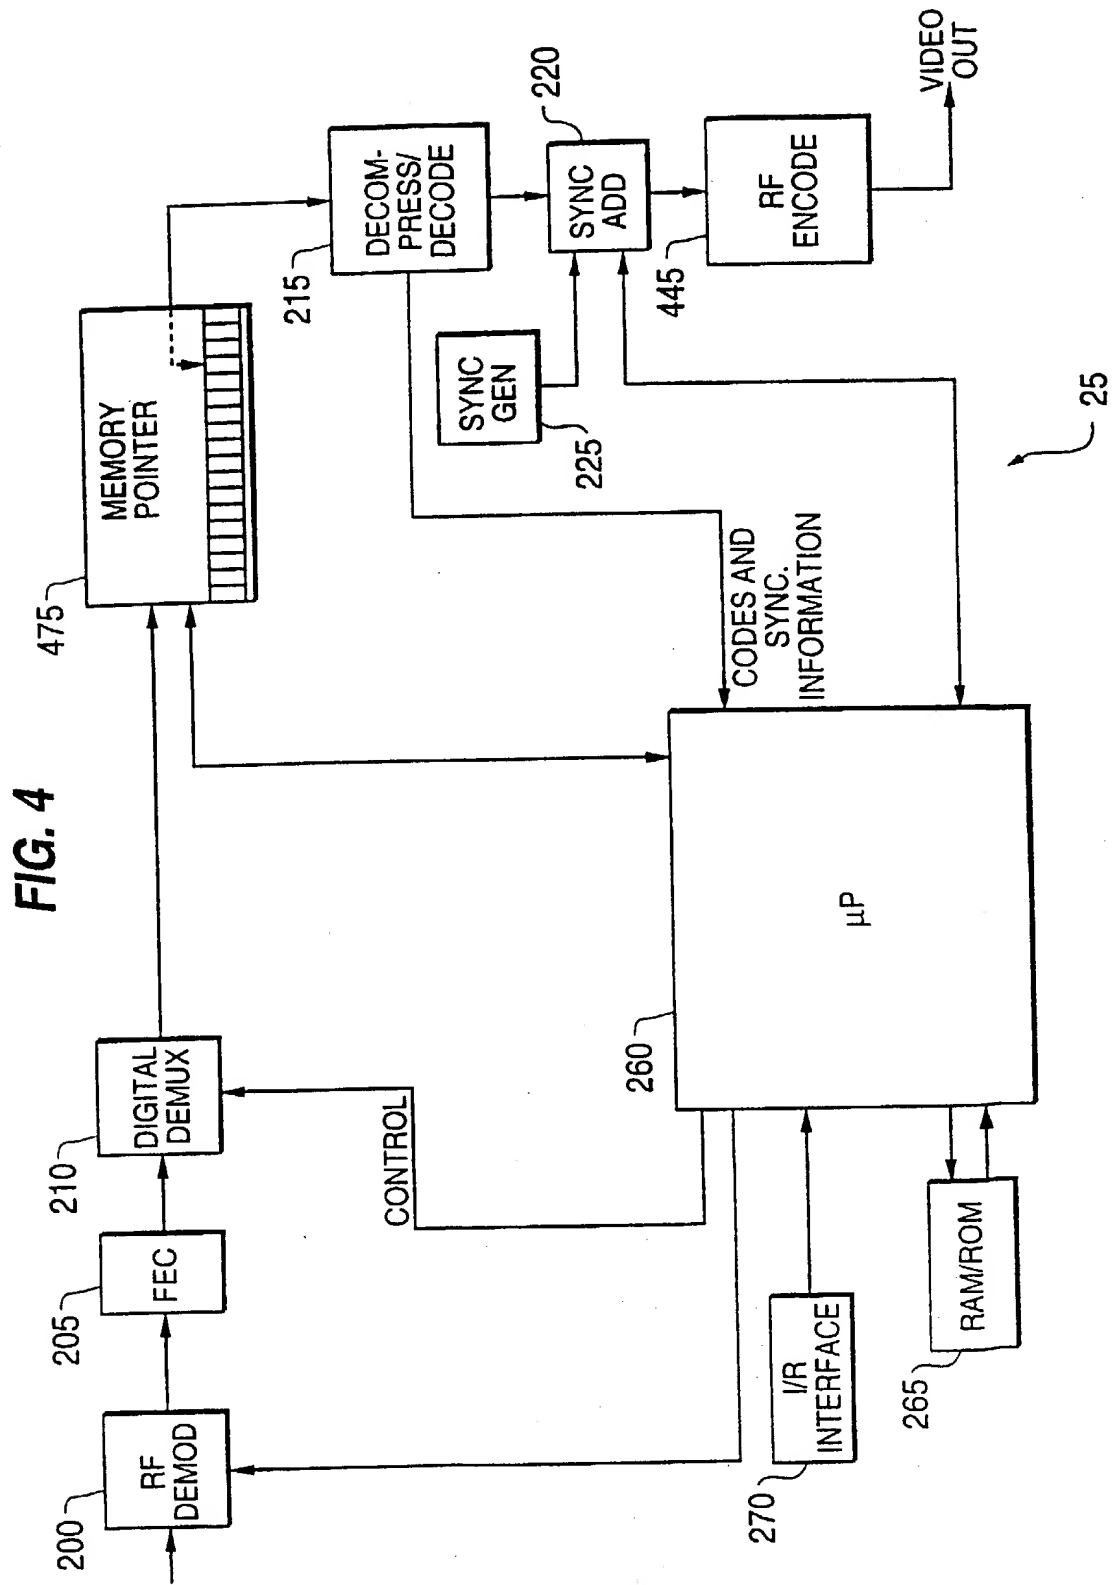 FIG. 4
200
RF
DEMOD
205
FEC
210
DIGITAL
DEMUX
475
MEMORY
POINTER
215
DECOM-
PRESS/
DECODE
SYNC
GEN
225
SYNC
ADD
220
445
RF
ENCODE
VIDEO
OUT
CONTROL
CODES AND
SYNC.
INFORMATION
260
µP
270
I/R
INTERFACE
265
RAM/ROM
25